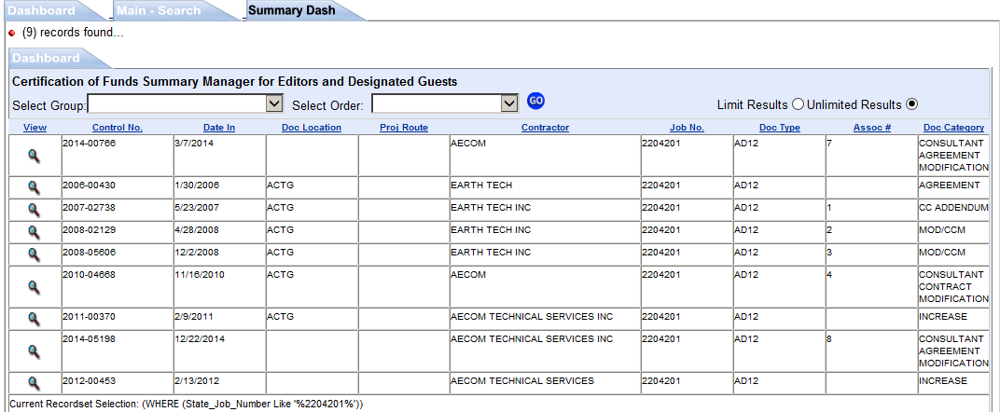 Dashboard Main - Search Summary Dash
(9) records found...
Dashboard
Certification of Funds Summary Manager for Editors and Designated Guests
Select Group: Select Order: GO Limit Results Unlimited Results
View Control No. Date In Doc Location Proj Route Contractor Job No. Doc Type Assoc # Doc Category
2014-00766 3/7/2014 AECOM 2204201 AD12 7 CONSULTANT
AGREEMENT
MODIFICATION
2006-00430 1/30/2006 ACTG EARTH TECH 2204201 AD12 AGREEMENT
2007-02738 5/23/2007 ACTG EARTH TECH INC 2204201 AD12 1 CC ADDENDUM
2008-02129 4/28/2008 ACTG EARTH TECH INC 2204201 AD12 2 MOD/CCM
2008-05606 12/2/2008 ACTG EARTH TECH INC 2204201 AD12 3 MOD/CCM
2010-04668 11/16/2010 ACTG AECOM 2204201 AD12 4 CONSULTANT
CONTRACT
MODIFICATION
2011-00370 2/9/2011 ACTG AECOM TECHNICAL SERVICES INC 2204201 AD12 INCREASE
2014-05198 12/22/2014 AECOM TECHNICAL SERVICES INC 2204201 AD12 8 CONSULTANT
AGREEMENT
MODIFICATION
2012-00453 2/13/2012 AECOM TECHNICAL SERVICES 2204201 AD12 INCREASE
Current Recordset Selection: (WHERE (State_Job_Number Like '%2204201%'))